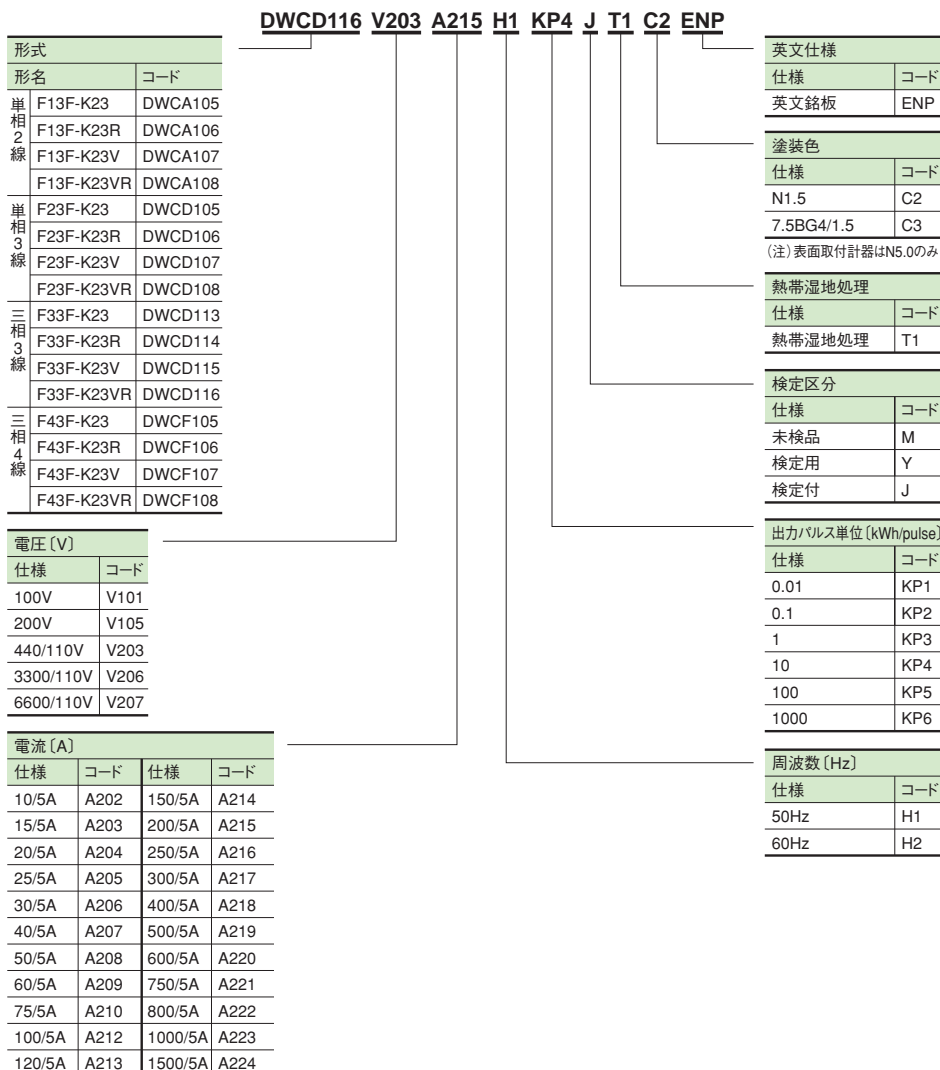 DWCD116 V203 A215 H1 KP4 J T1 C2 ENP
形式
形名 コード
単相2線
F13F-K23 DWCA105
F13F-K23R DWCA106
F13F-K23V DWCA107
F13F-K23VR DWCA108
単相3線
F23F-K23 DWCD105
F23F-K23R DWCD106
F23F-K23V DWCD107
F23F-K23VR DWCD108
三相3線
F33F-K23 DWCD113
F33F-K23R DWCD114
F33F-K23V DWCD115
F33F-K23VR DWCD116
三相4線
F43F-K23 DWCF105
F43F-K23R DWCF106
F43F-K23V DWCF107
F43F-K23VR DWCF108
電圧〔V〕
仕様 コード
100V V101
200V V105
440/110V V203
3300/110V V206
6600/110V V207
電流〔A〕
仕様 コード 仕様 コード
10/5A A202 150/5A A214
15/5A A203 200/5A A215
20/5A A204 250/5A A216
25/5A A205 300/5A A217
30/5A A206 400/5A A218
40/5A A207 500/5A A219
50/5A A208 600/5A A220
60/5A A209 750/5A A221
75/5A A210 800/5A A222
100/5A A212 1000/5A A223
120/5A A213 1500/5A A224
英文仕様
仕様 コード
英文銘板 ENP
塗装色
仕様 コード
N1.5 C2
7.5BG4/1.5 C3
(注)表面取付計器はN5.0のみ
熱帯湿地処理
仕様 コード
熱帯湿地処理 T1
検定区分
仕様 コード
未検品 M
検定用 Y
検定付 J
出力パルス単位〔kWh/pulse〕
仕様 コード
0.01 KP1
0.1 KP2
1 KP3
10 KP4
100 KP5
1000 KP6
周波数〔Hz〕
仕様 コード
50Hz H1
60Hz H2